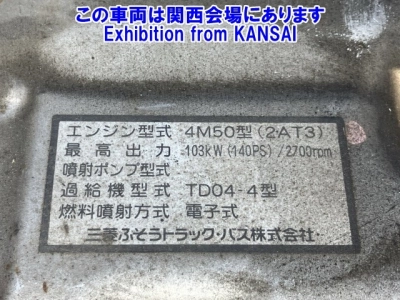 この車両は関西会場にあります
Exhibition from KANSAI
エンジン型式 4M50型(2-AT3)
最高出力 103kW(140PS)/2700rpm
噴射ポンプ型式
過給機型式 TD04-4型
燃料噴射方式 電子式
三菱ふそうトラック・バス株式会社